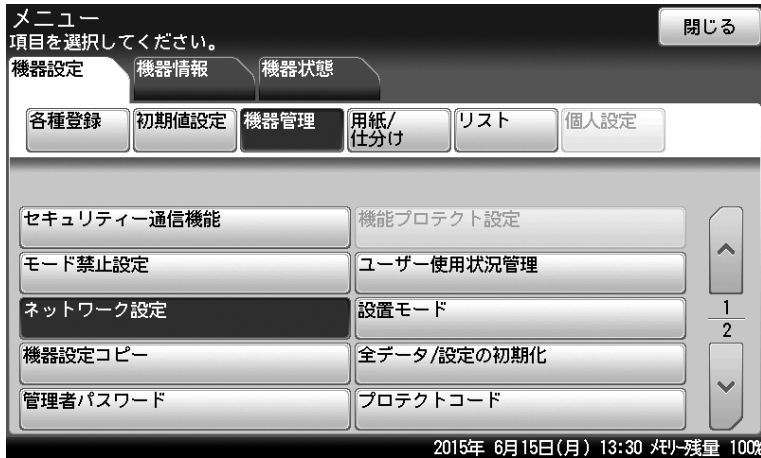 メニュー
項目を選択してください。
閉じる
機器設定
機器情報
機器状態
各種登録
初期値設定
機器管理
用紙/
仕分け
リスト
個人設定
セキュリティー通信機能
機能プロテクト設定
モード禁止設定
ユーザー使用状況管理
ネットワーク設定
設置モード
1
2
機器設定コピー
全データ/設定の初期化
管理者パスワード
プロテクトコード
2015年 6月15日(月) 13:30 メモリー残量 100%